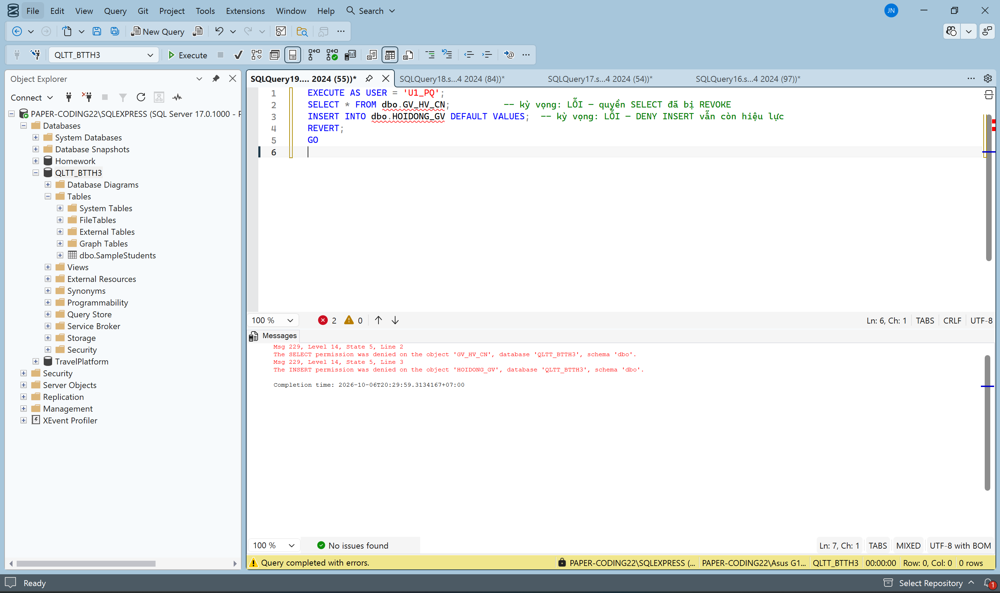 File Edit View Query Git Project Tools Extensions Window Help Search JN
New Query
QLTT_BTTH3 Execute
Object Explorer
Connect
PAPER-CODING22\SQLEXPRESS (SQL Server 17.0.1000 -
Databases
System Databases
Database Snapshots
Homework
QLTT_BTTH3
Database Diagrams
Tables
System Tables
FileTables
External Tables
Graph Tables
dbo.SampleStudents
Views
External Resources
Synonyms
Programmability
Query Store
Service Broker
Storage
Security
TravelPlatform
Security
Server Objects
Replication
Management
XEvent Profiler
SQLQuery19.... 2024 (55))* SQLQuery18.s...4 2024 (84))* SQLQuery17.s...4 2024 (54))* SQLQuery16.s...4 2024 (97))*
1 EXECUTE AS USER = 'U1_PQ';
2 SELECT * FROM dbo.GV_HV_CN; -- kỳ vọng: LỖI — quyền SELECT đã bị REVOKE
3 INSERT INTO dbo.HOIDONG_GV DEFAULT VALUES; -- kỳ vọng: LỖI — DENY INSERT vẫn còn hiệu lực
4 REVERT;
5 GO
6
100 % 2 0 Ln: 6, Ch: 1 TABS CRLF UTF-8
Messages
Msg 229, Level 14, State 5, Line 2
The SELECT permission was denied on the object 'GV_HV_CN', database 'QLTT_BTTH3', schema 'dbo'.
Msg 229, Level 14, State 5, Line 3
The INSERT permission was denied on the object 'HOIDONG_GV', database 'QLTT_BTTH3', schema 'dbo'.
Completion time: 2026-10-06T20:29:59.3134167+07:00
100 % No issues found Ln: 7, Ch: 1 TABS MIXED UTF-8 with BOM
Query completed with errors. PAPER-CODING22\SQLEXPRESS (... PAPER-CODING22\Asus G1... QLTT_BTTH3 00:00:00 Row: 0, Col: 0 0 rows
Ready Select Repository 1